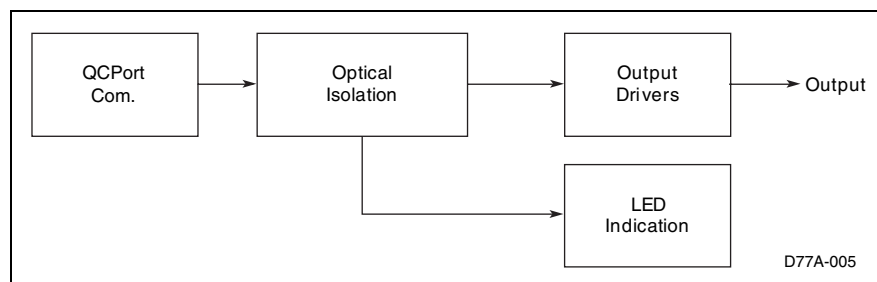 QCPort
Com.
Optical
Isolation
Output
Drivers
Output
LED
Indication
D77A-005